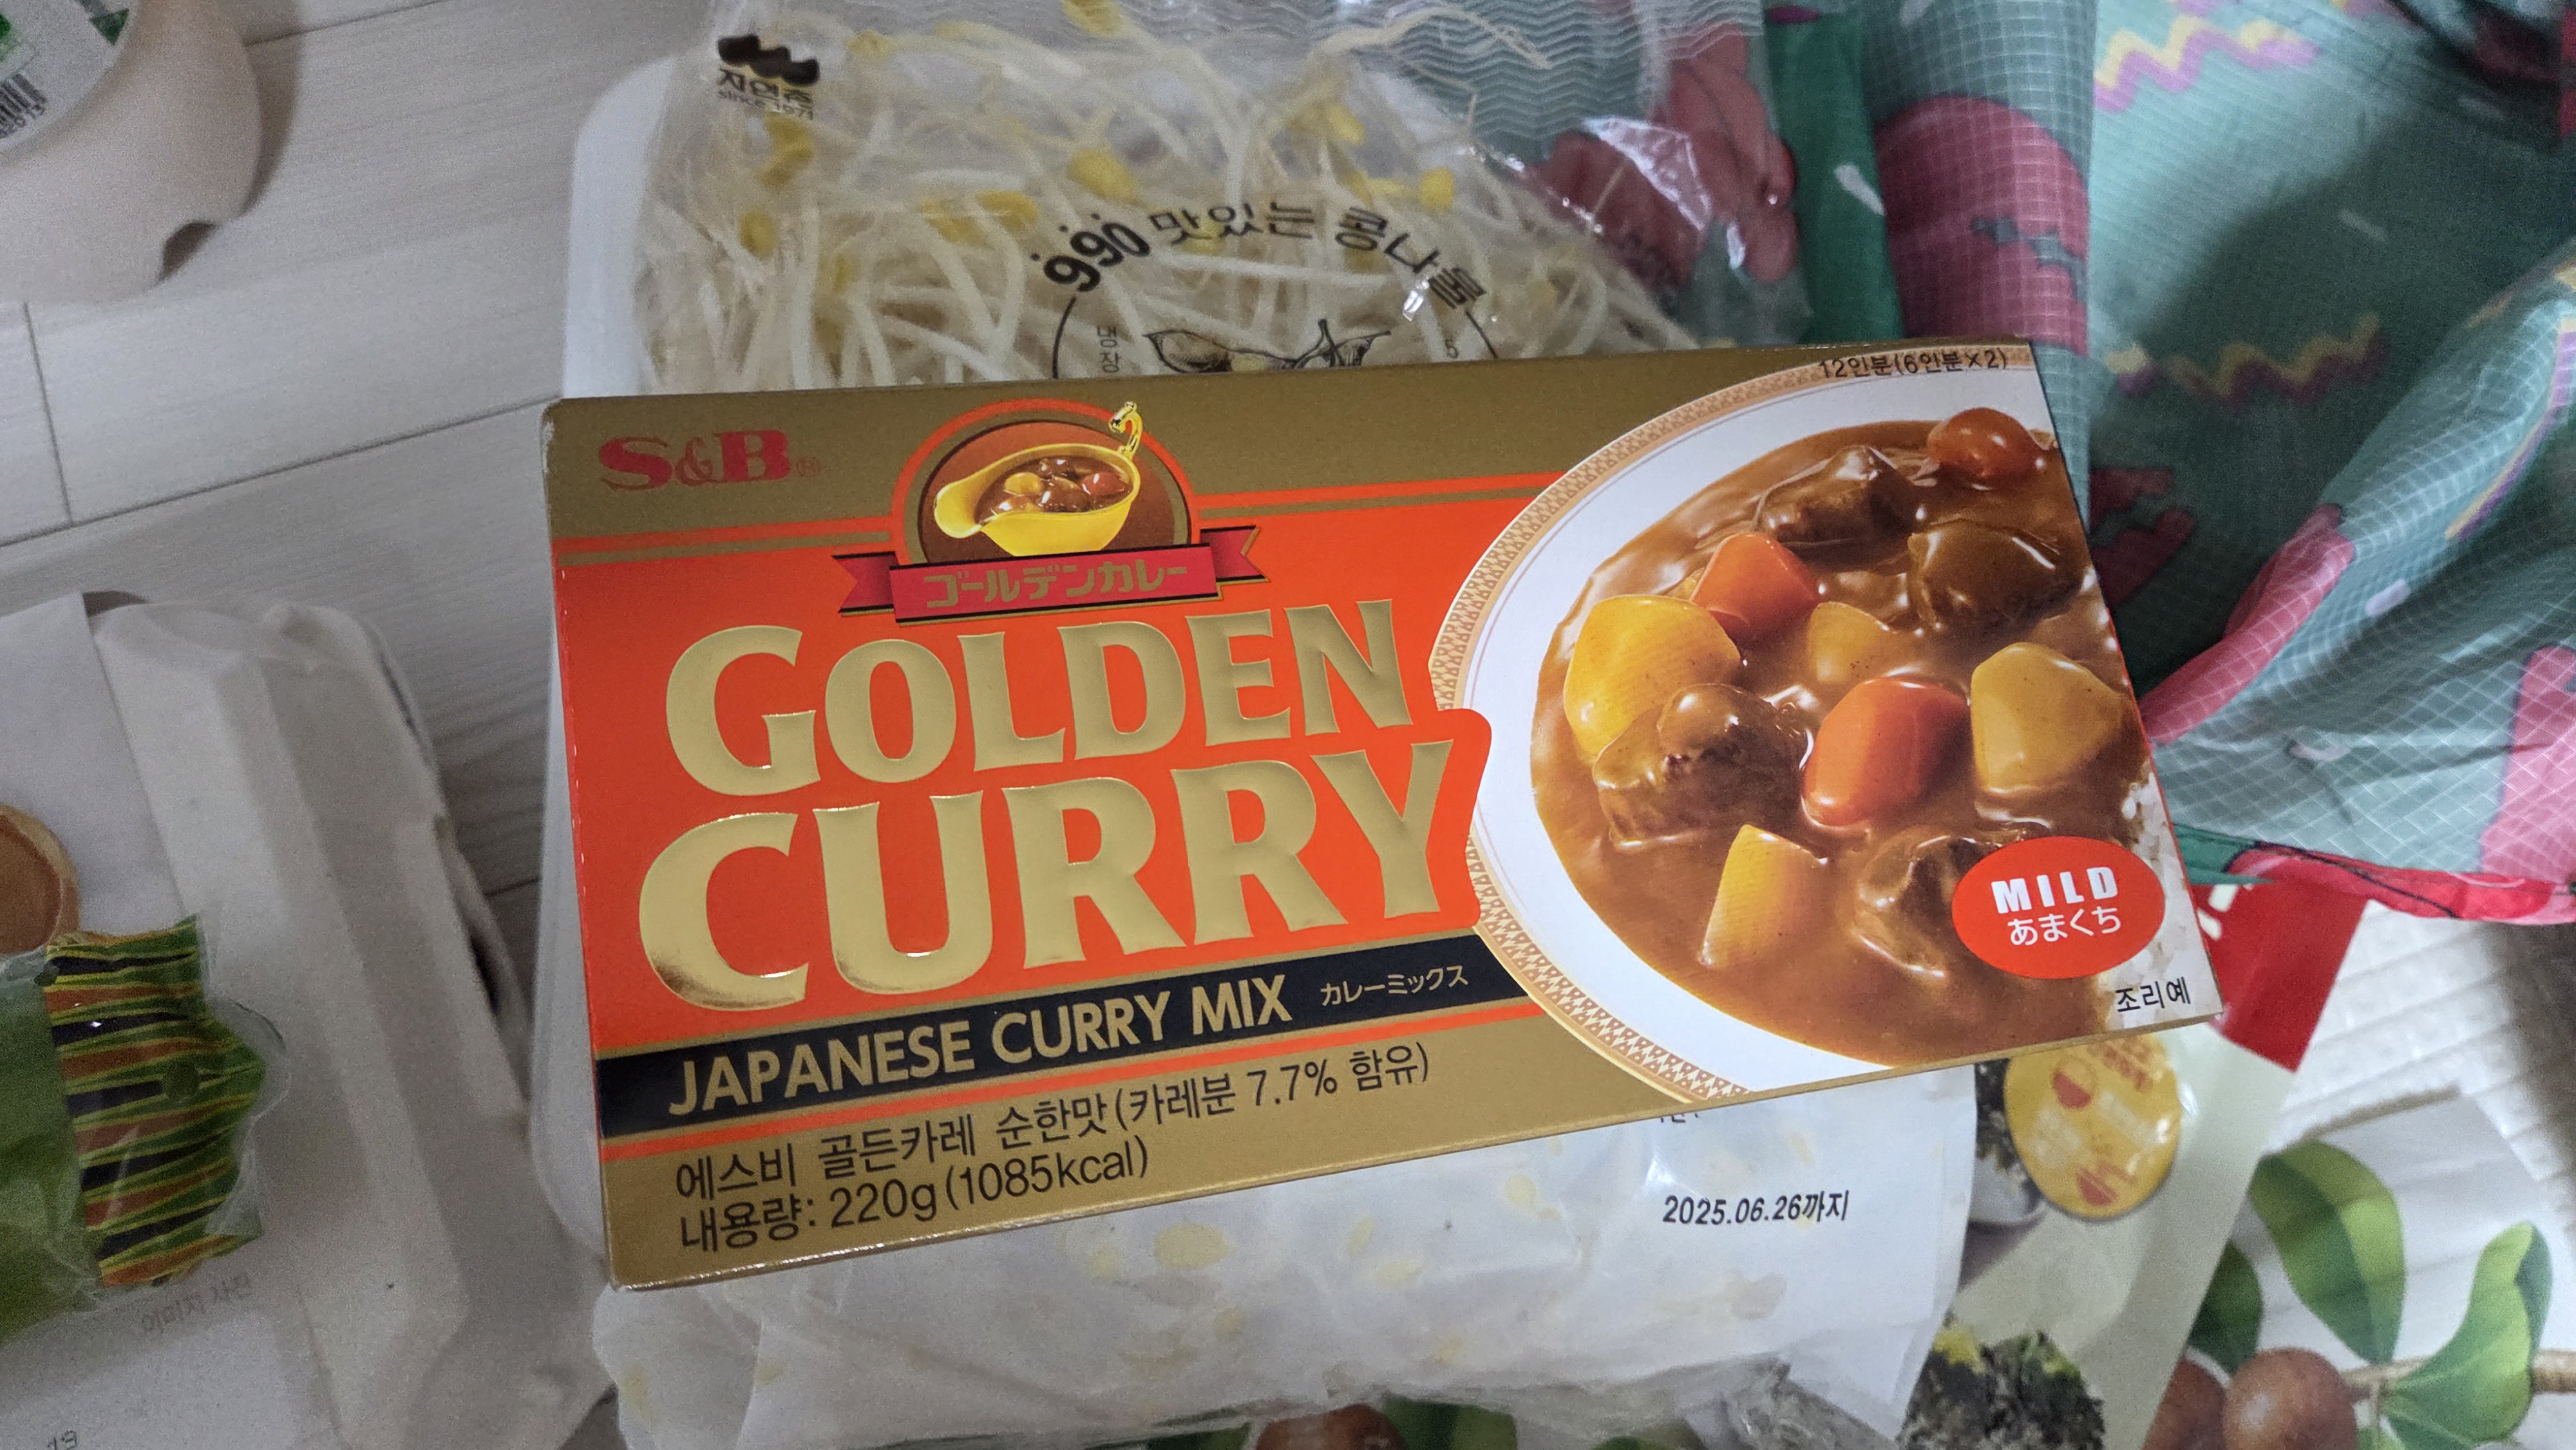 자연촌
since 1971
990 맛있는 콩나물
냉장
5
12인분(6인분×2)
S&B®
ゴールデンカレー
GOLDEN
CURRY
JAPANESE CURRY MIX カレーミックス
MILD
あまくち
조리예
에스비 골든카레 순한맛(카레분 7.7% 함유)
내용량: 220g(1085kcal)
2025.06.26까지